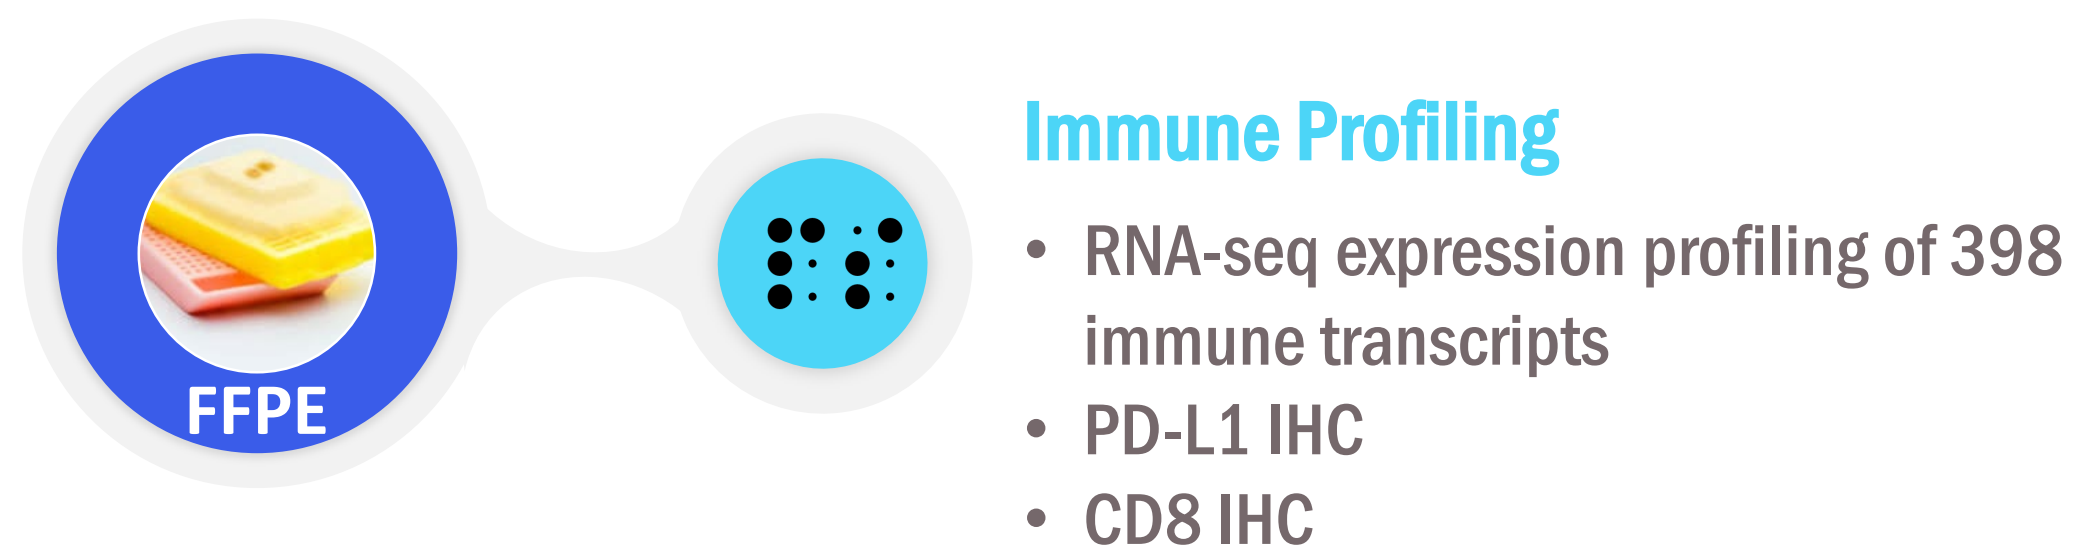 FFPE
Immune Profiling
• RNA-seq expression profiling of 398
immune transcripts
• PD-L1 IHC
• CD8 IHC